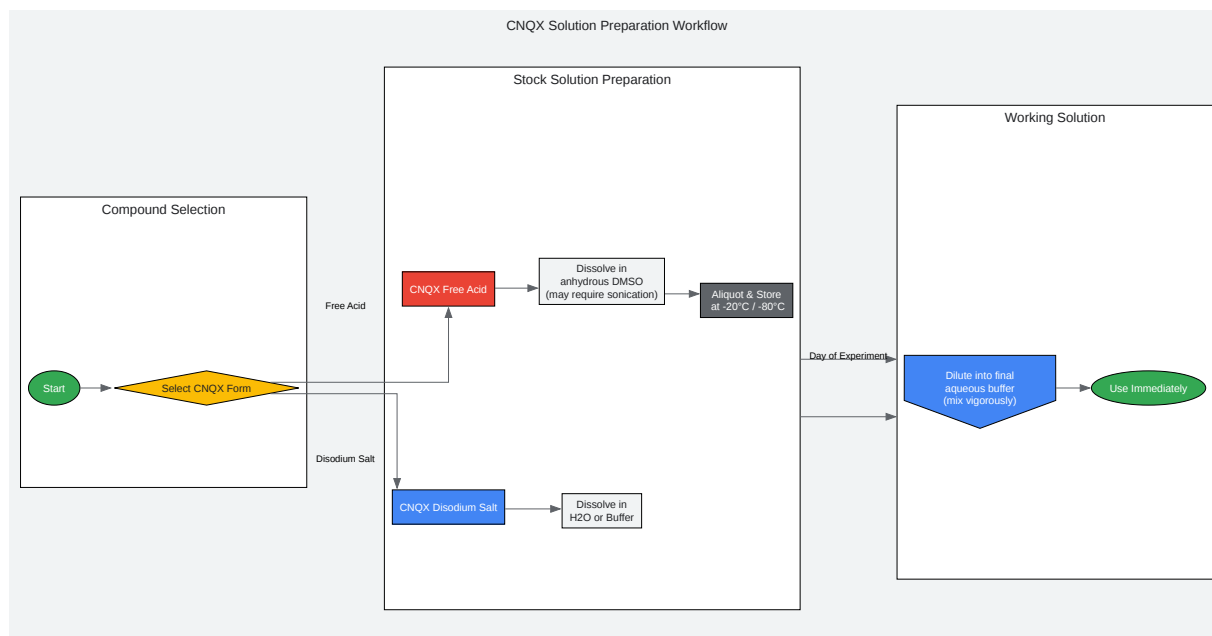 CNQX Solution Preparation Workflow
Compound Selection
Start
Select CNQX Form
Free Acid
Disodium Salt
Stock Solution Preparation
CNQX Free Acid
Dissolve in
anhydrous DMSO
(may require sonication)
Aliquot & Store
at -20°C / -80°C
CNQX Disodium Salt
Dissolve in
H2O or Buffer
Day of Experiment
Working Solution
Dilute into final
aqueous buffer
(mix vigorously)
Use Immediately